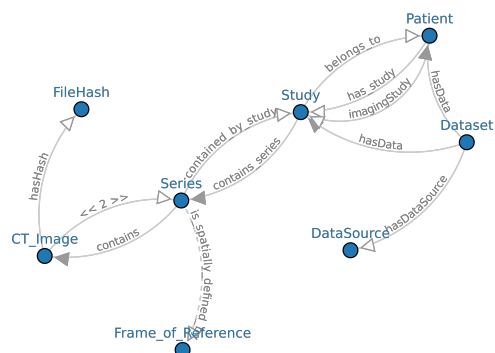 Patient
belongs_to
has_study
imagingStudy
hasData
FileHash
Study
Dataset
contained_by_study
hasData
hasHash
contains_series
Series
<< 2 >>
hasDataSource
CT_Image
contains
DataSource
is_spatially_defined
Frame_of_Reference